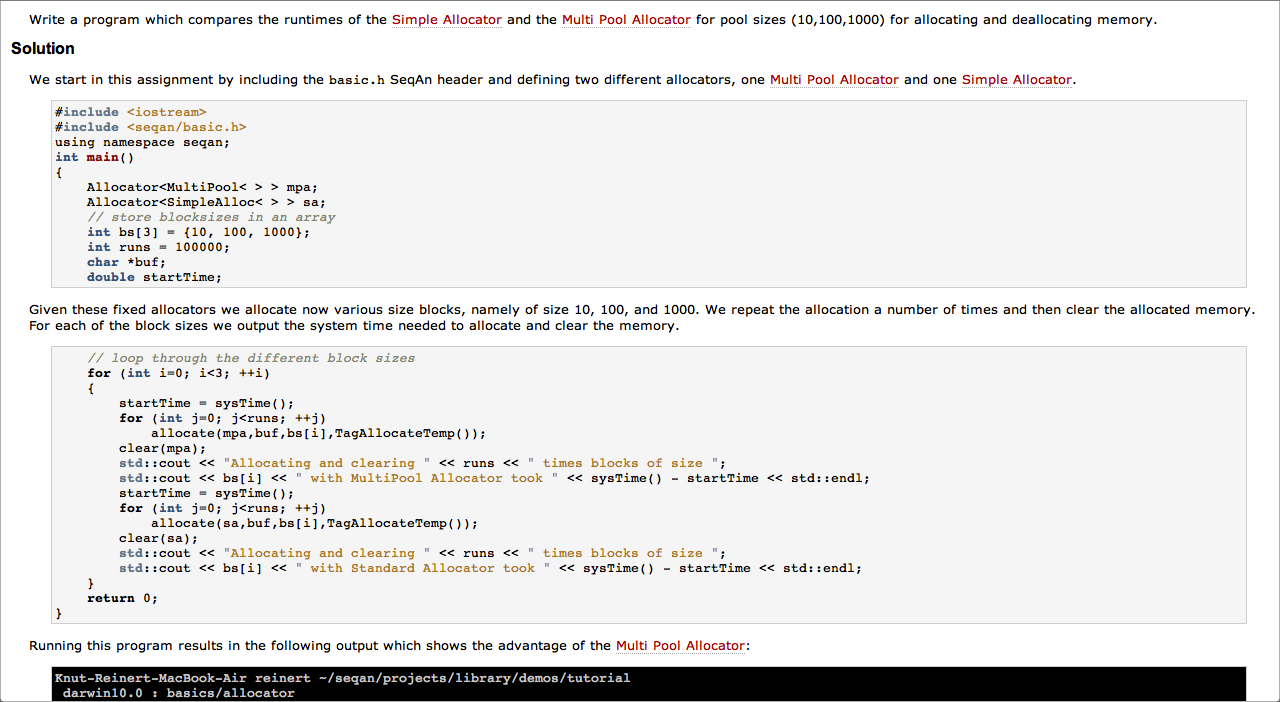 Write a program which compares the runtimes of the Simple Allocator and the Multi Pool Allocator for pool sizes (10,100,1000) for allocating and deallocating memory.
Solution
We start in this assignment by including the basic.h SeqAn header and defining two different allocators, one Multi Pool Allocator and one Simple Allocator.
#include <iostream>
#include <seqan/basic.h>
using namespace seqan;
int main()
{
    Allocator<MultiPool< > > mpa;
    Allocator<SimpleAlloc< > > sa;
    // store blocksizes in an array
    int bs[3] = {10, 100, 1000};
    int runs = 100000;
    char *buf;
    double startTime;
Given these fixed allocators we allocate now various size blocks, namely of size 10, 100, and 1000. We repeat the allocation a number of times and then clear the allocated memory.
For each of the block sizes we output the system time needed to allocate and clear the memory.
    // loop through the different block sizes
    for (int i=0; i<3; ++i)
    {
        startTime = sysTime();
        for (int j=0; j<runs; ++j)
            allocate(mpa,buf,bs[i],TagAllocateTemp());
        clear(mpa);
        std::cout << "Allocating and clearing " << runs << " times blocks of size ";
        std::cout << bs[i] << " with MultiPool Allocator took " << sysTime() - startTime << std::endl;
        startTime = sysTime();
        for (int j=0; j<runs; ++j)
            allocate(sa,buf,bs[i],TagAllocateTemp());
        clear(sa);
        std::cout << "Allocating and clearing " << runs << " times blocks of size ";
        std::cout << bs[i] << " with Standard Allocator took " << sysTime() - startTime << std::endl;
    }
    return 0;
}
Running this program results in the following output which shows the advantage of the Multi Pool Allocator:
Knut-Reinert-MacBook-Air reinert ~/seqan/projects/library/demos/tutorial
 darwin10.0 : basics/allocator